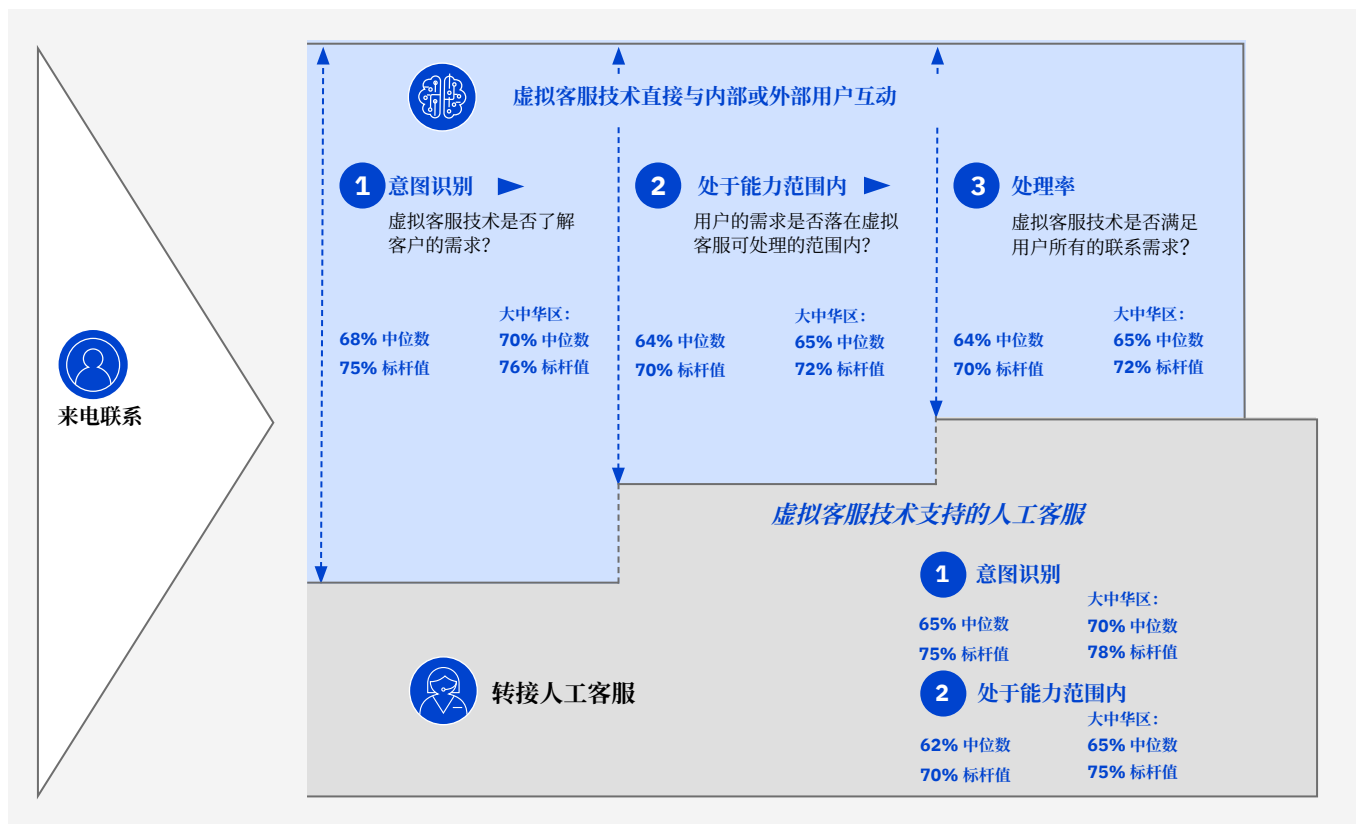 虚拟客服技术直接与内部或外部用户互动
1 意图识别
虚拟客服技术是否了解
客户的需求？
68% 中位数
75% 标杆值
大中华区：
70% 中位数
76% 标杆值
2 处于能力范围内
用户的需求是否落在虚拟
客服可处理的范围内？
64% 中位数
70% 标杆值
大中华区：
65% 中位数
72% 标杆值
3 处理率
虚拟客服技术是否满足
用户所有的联系需求？
64% 中位数
70% 标杆值
大中华区：
65% 中位数
72% 标杆值
来电联系
虚拟客服技术支持的人工客服
1 意图识别
65% 中位数
75% 标杆值
大中华区：
70% 中位数
78% 标杆值
转接人工客服
2 处于能力范围内
62% 中位数
70% 标杆值
大中华区：
65% 中位数
75% 标杆值